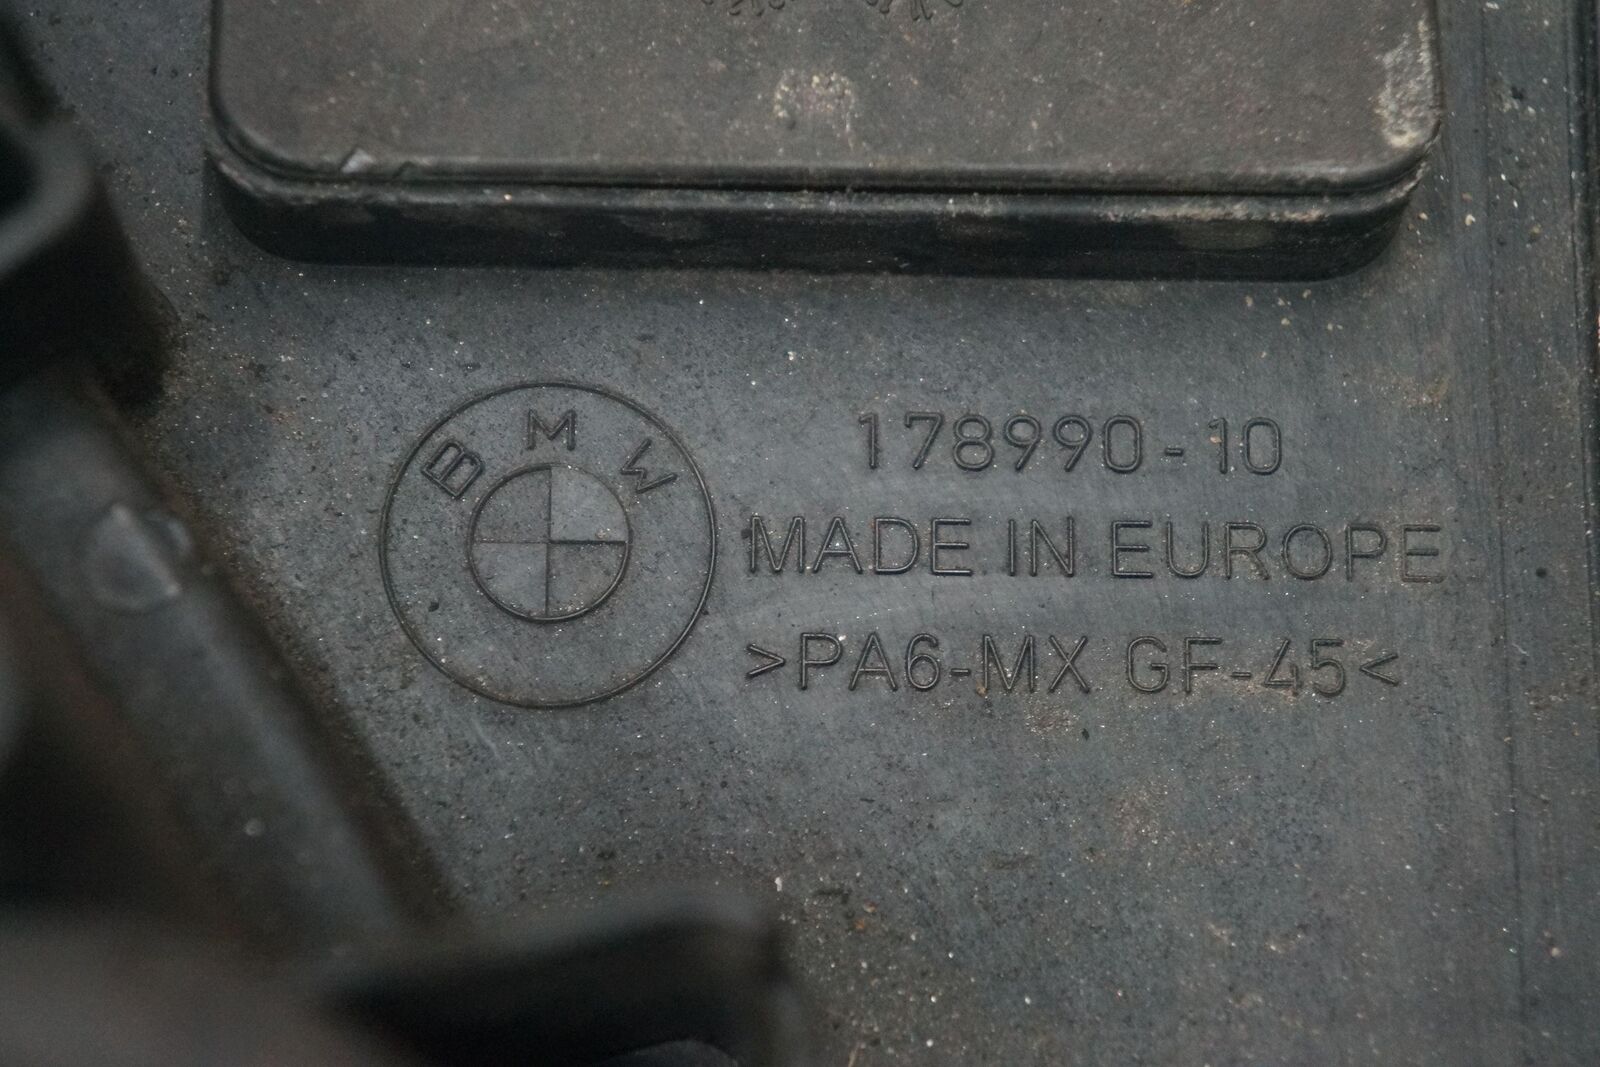 BMW
178990-10
MADE IN EUROPE
>PA6-MX GF-45<